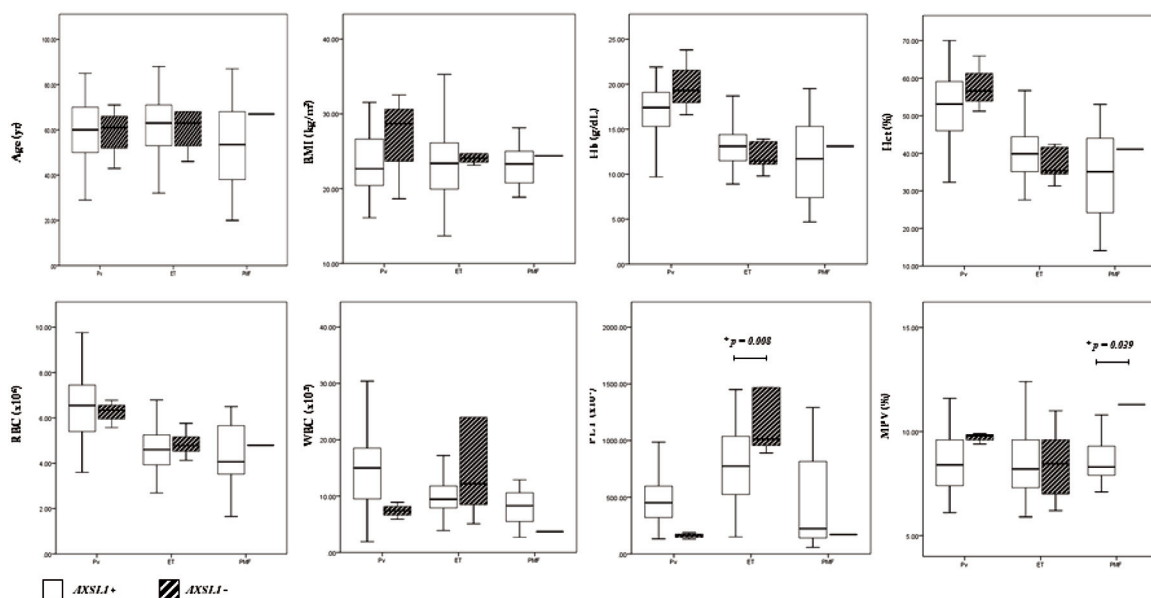 Age (yr)
100.00
80.00
60.00
40.00
20.00
.00
Pv ET PMF
BMI (kg/m²)
40.00
30.00
20.00
10.00
Pv ET PMF
Hb (g/dL)
25.00
20.00
15.00
10.00
5.00
.00
Pv ET PMF
Hct (%)
70.00
60.00
50.00
40.00
30.00
20.00
10.00
Pv ET PMF
RBC (x10⁶)
10.00
8.00
6.00
4.00
2.00
.00
Pv ET PMF
WBC (x10³)
40.00
30.00
20.00
10.00
.00
Pv ET PMF
2000.00
1500.00
1000.00
500.00
.00
* p = 0.008
Pv ET PMF
MPV (%)
15.00
10.00
5.00
* p = 0.039
Pv ET PMF
AXSL1+ AXSL1-